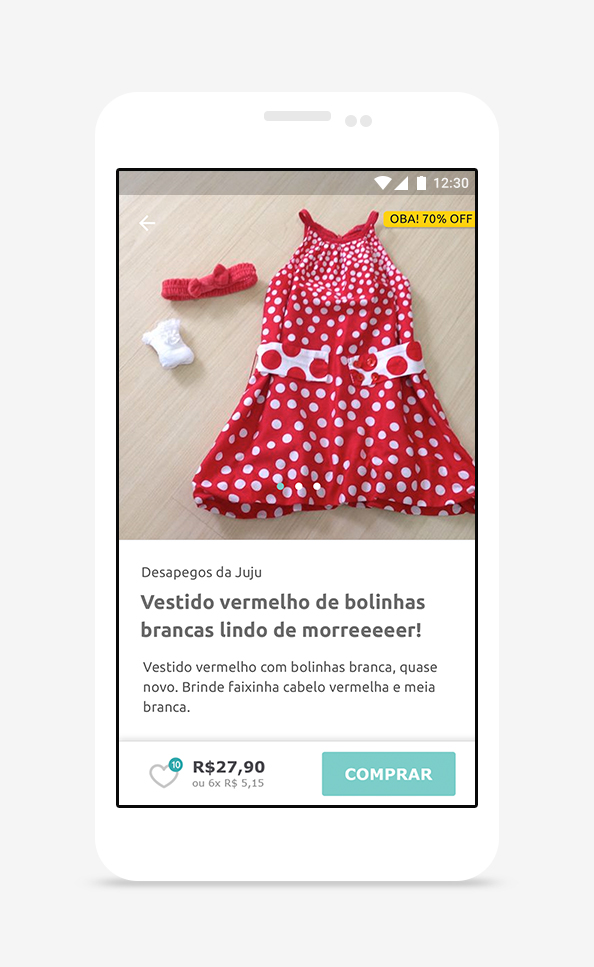 12:30
OBA! 70% OFF
Desapegos da Juju
Vestido vermelho de bolinhas
brancas lindo de morreeeeer!
Vestido vermelho com bolinhas branca, quase
novo. Brinde faixinha cabelo vermelha e meia
branca.
10
R$27,90
ou 6x R$ 5,15
COMPRAR